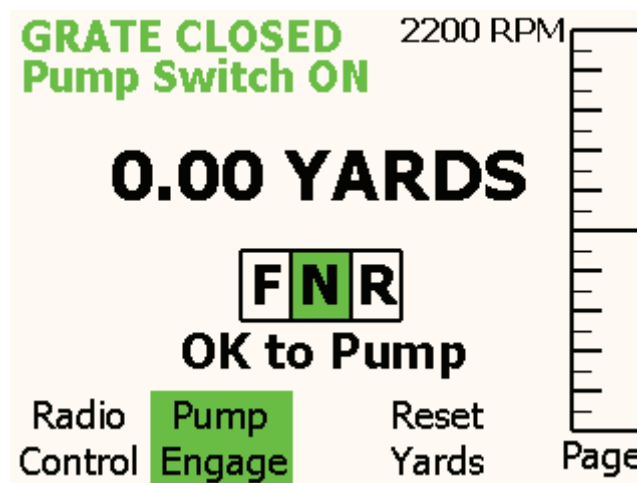 GRATE CLOSED
2200 RPM
Pump Switch ON
0.00 YARDS
F N R
OK to Pump
Radio Control
Pump Engage
Reset Yards
Page